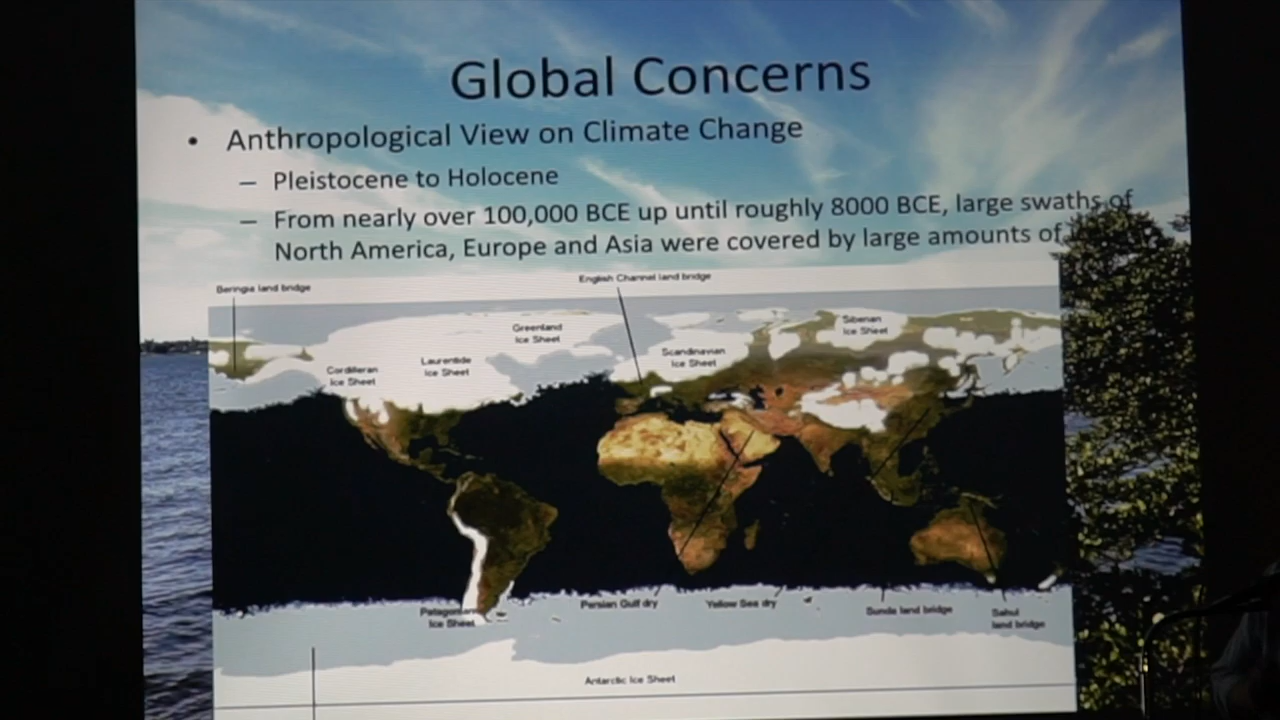 Global Concerns
• Anthropological View on Climate Change
– Pleistocene to Holocene
– From nearly over 100,000 BCE up until roughly 8000 BCE, large swaths of
North America, Europe and Asia were covered by large amounts of
English Channel land bridge
Beringia land bridge
Greenland
Ice Sheet
Siberian
Ice Sheet
Laurentide
Ice Sheet
Scandinavian
Ice Sheet
Cordilleran
Ice Sheet
Patagonian
Ice Sheet
Persian Gulf dry
Yellow Sea dry
Sunda land bridge
Sahul
land bridge
Antarctic Ice Sheet